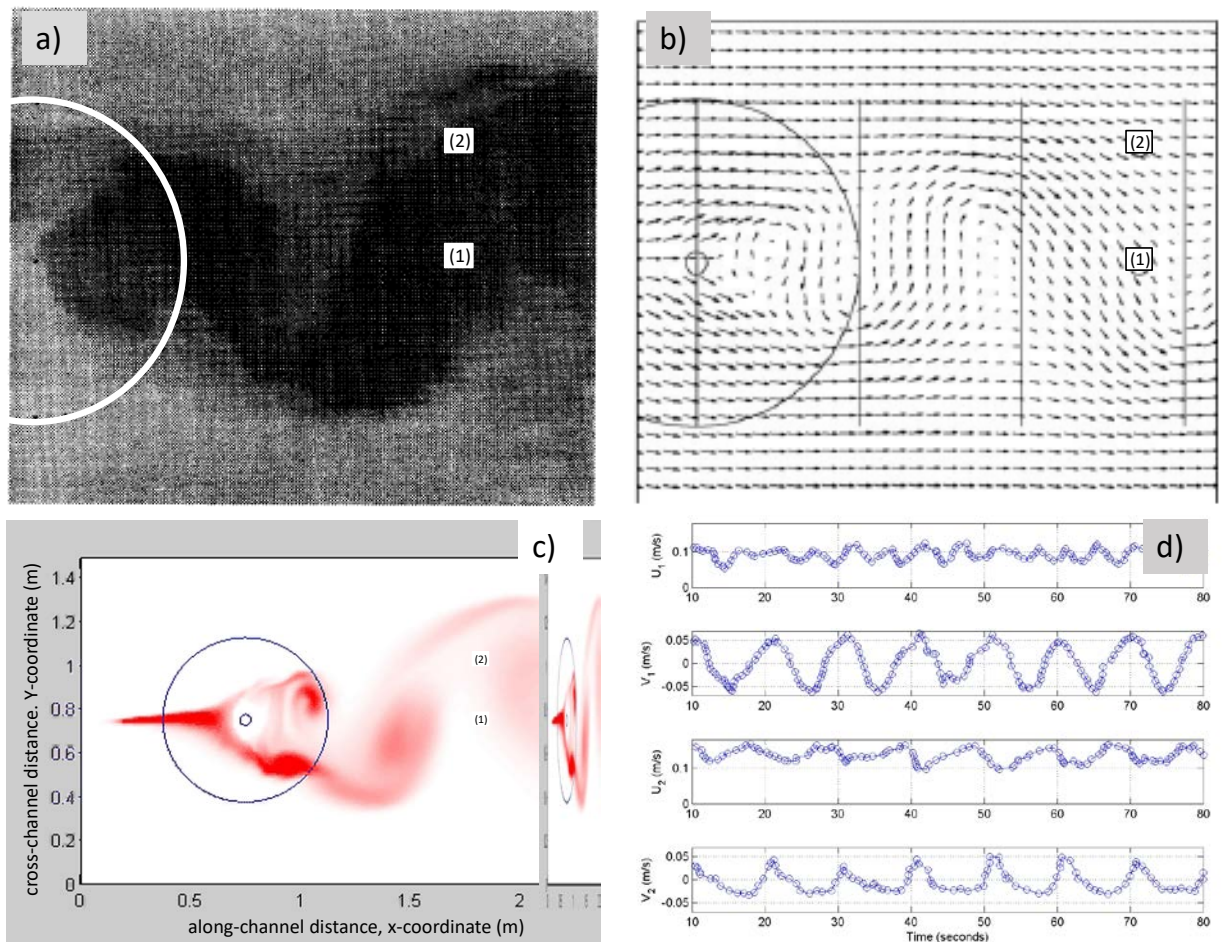 a)
(2)
(1)
b)
(2)
(1)
c)
cross-channel distance. Y-coordinate (m)
1.4
1.2
1
0.8
0.6
0.4
0.2
0
0
0.5
1
1.5
2
along-channel distance, x-coordinate (m)
(2)
(1)
d)
U1 (m/s)
0.1
0
10 20 30 40 50 60 70 80
V1 (m/s)
0.05
0
-0.05
10 20 30 40 50 60 70 80
U2 (m/s)
0.1
0
10 20 30 40 50 60 70 80
V2 (m/s)
0.05
0
-0.05
10 20 30 40 50 60 70 80
Time (seconds)